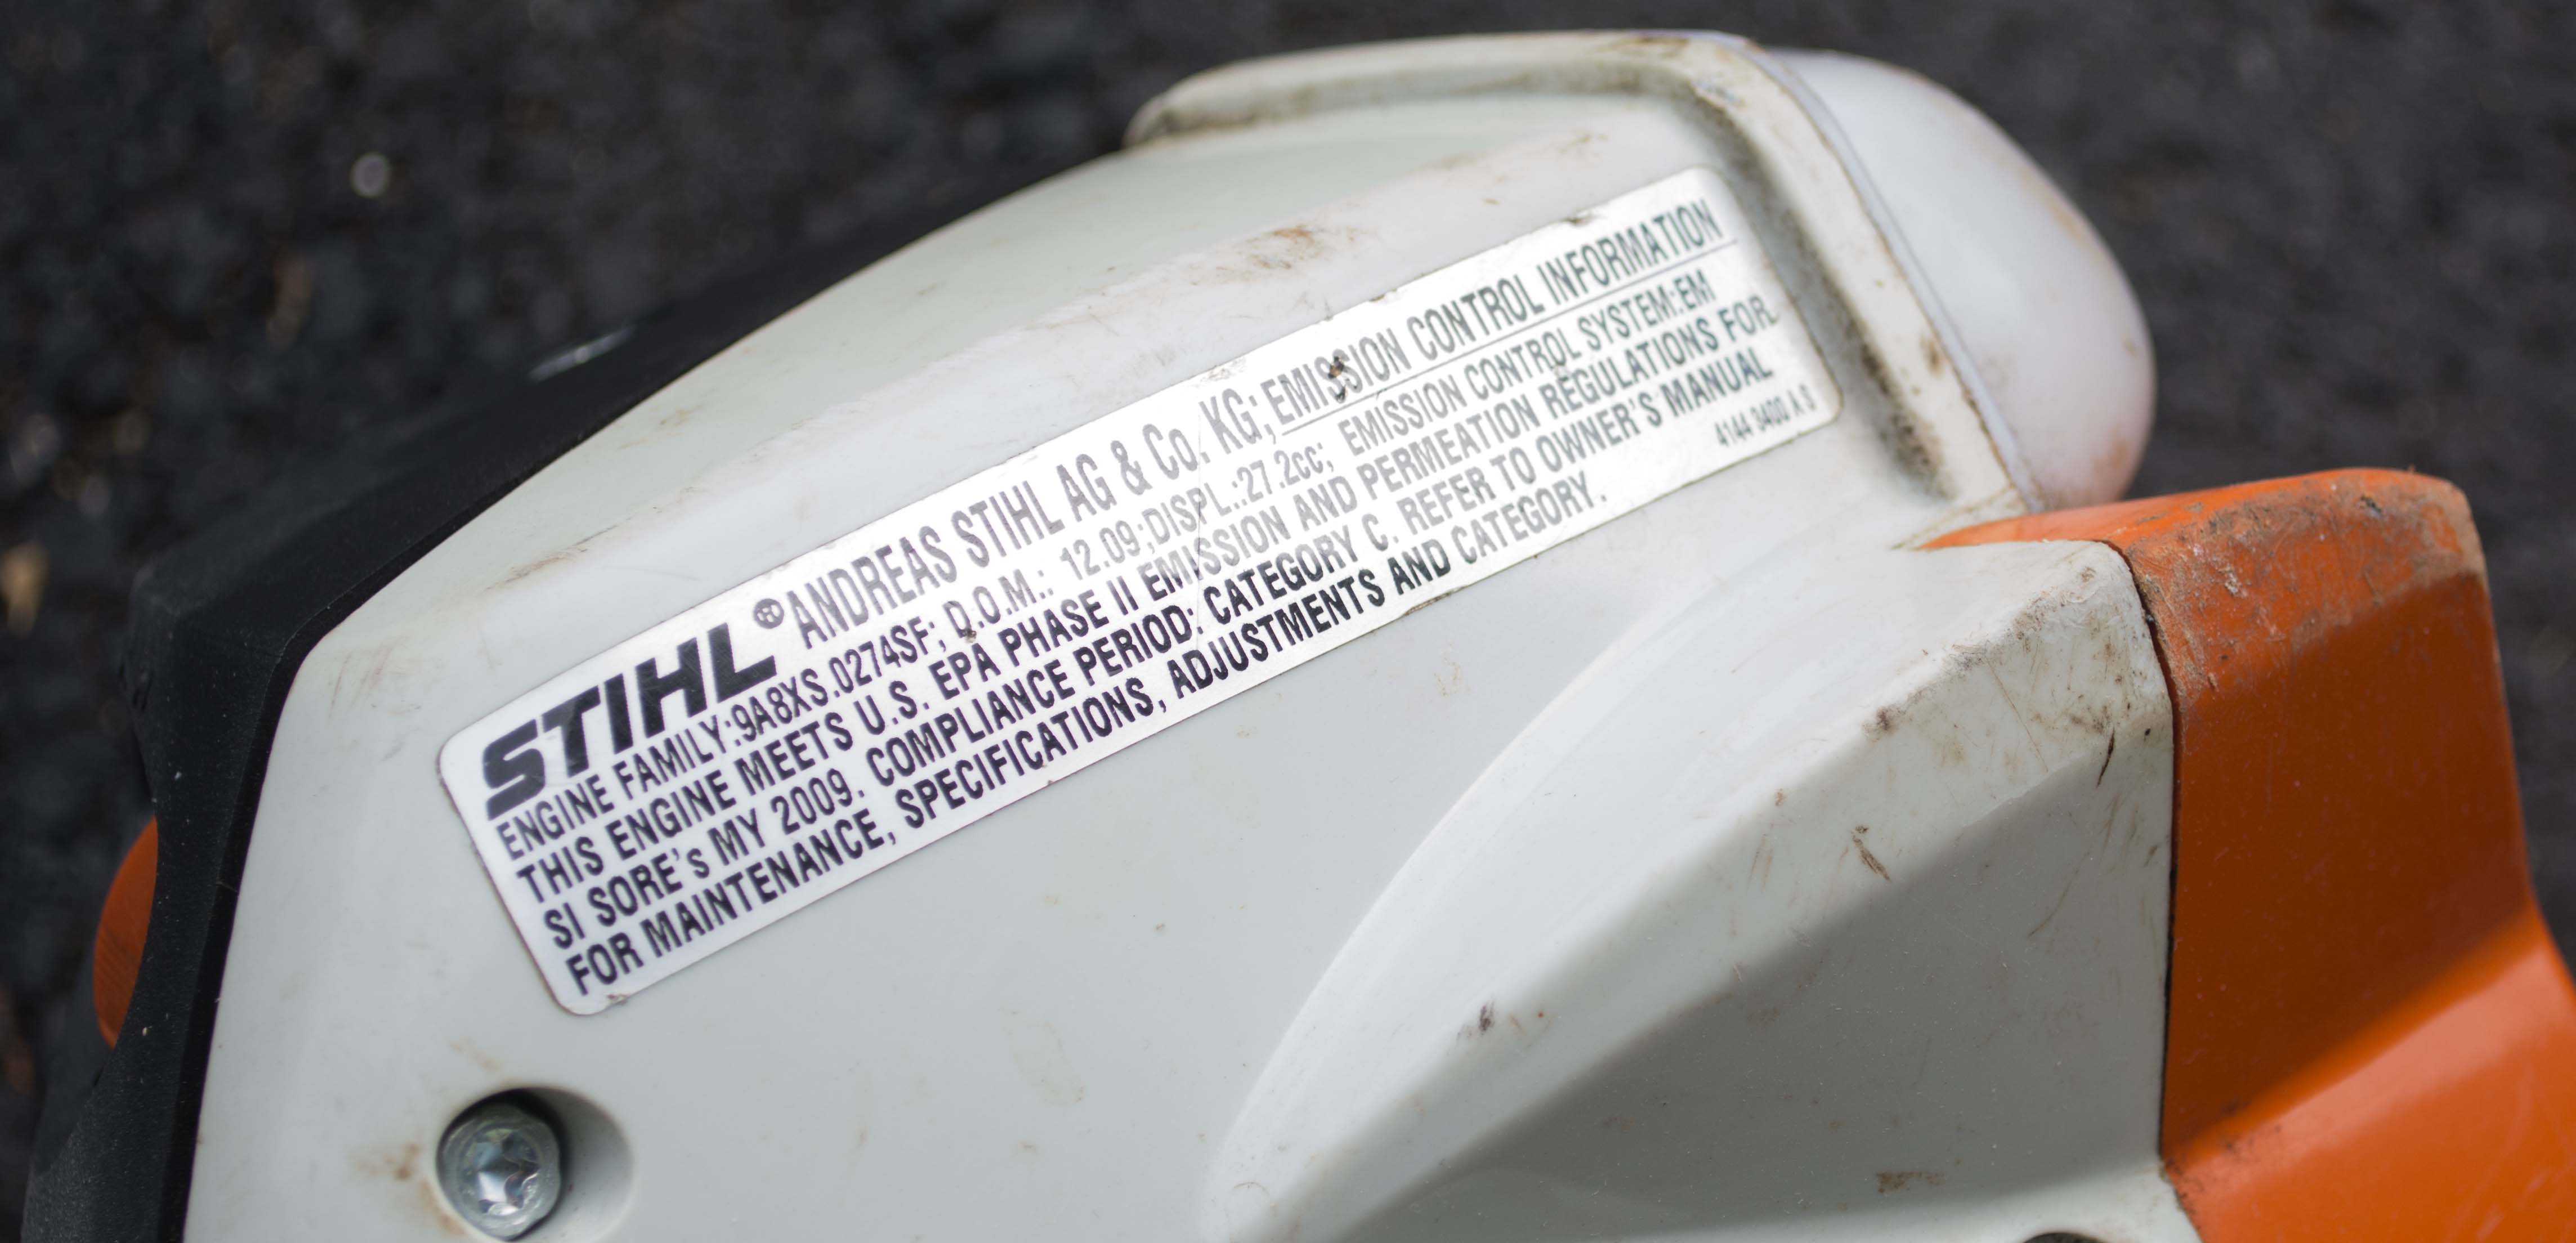 STIHL® ANDREAS STIHL AG & Co. KG; EMISSION CONTROL INFORMATION
ENGINE FAMILY:9A8XS.0274SF; D.O.M.: 12.09;DISPL.:27.2cc; EMISSION CONTROL SYSTEM:EM
THIS ENGINE MEETS U.S. EPA PHASE II EMISSION AND PERMEATION REGULATIONS FOR
SI SORE's MY 2009. COMPLIANCE PERIOD: CATEGORY C. REFER TO OWNER'S MANUAL
FOR MAINTENANCE, SPECIFICATIONS, ADJUSTMENTS AND CATEGORY.
4144 9400 A S